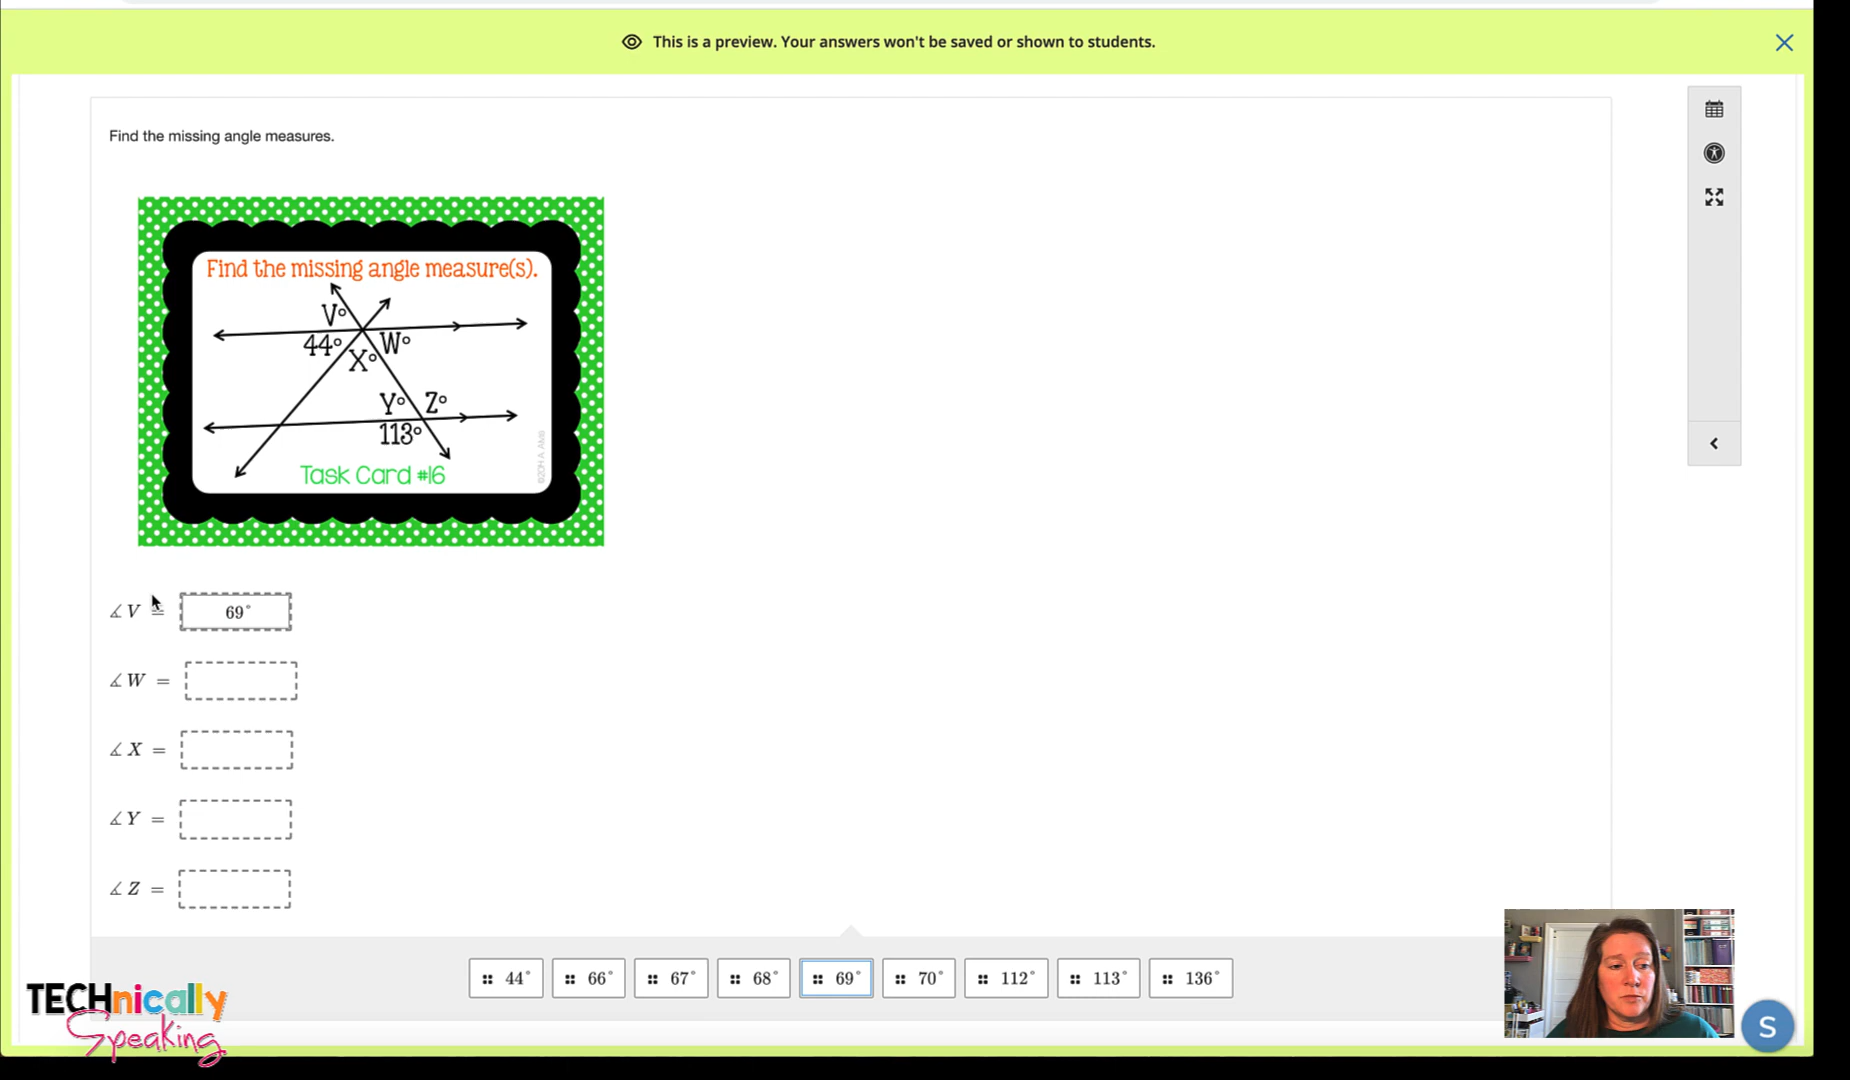 This is a preview. Your answers won't be saved or shown to students.
Find the missing angle measures.
Find the missing angle measure(s).
V°
44° W°
X°
Y° Z°
113°
Task Card #16
©2014 A. AMB
∡V = 69°
∡W =
∡X =
∡Y =
∡Z =
44° 66° 67° 68° 69° 70° 112° 113° 136°
TECHnically
Speaking
S